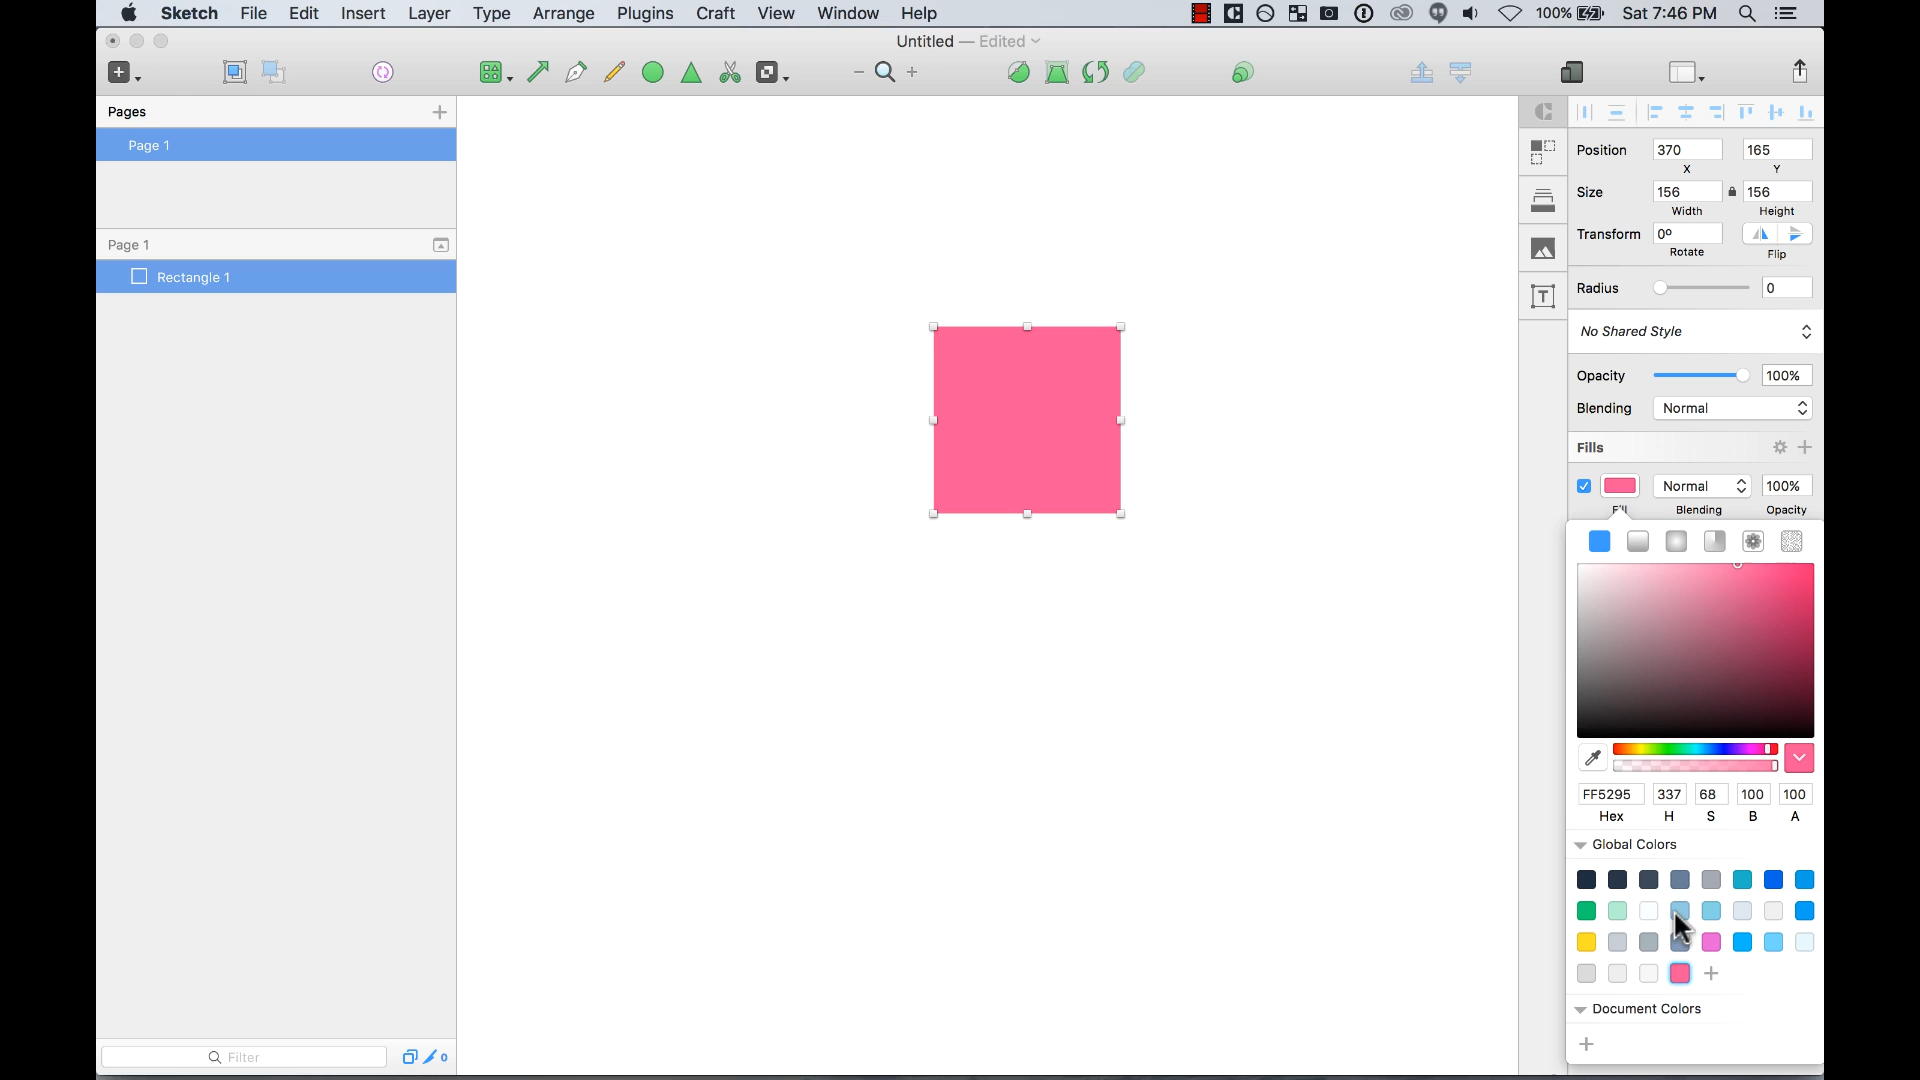 Sketch File Edit Insert Layer Type Arrange Plugins Craft View Window Help 100% Sat 7:46 PM
Untitled — Edited
Pages
Page 1
Page 1
Rectangle 1
Filter 0
Position 370 165
X Y
Size 156 156
Width Height
Transform 0º
Rotate Flip
Radius 0
No Shared Style
Opacity 100%
Blending Normal
Fills
Normal 100%
Fill Blending Opacity
FF5295 337 68 100 100
Hex H S B A
Global Colors
Document Colors